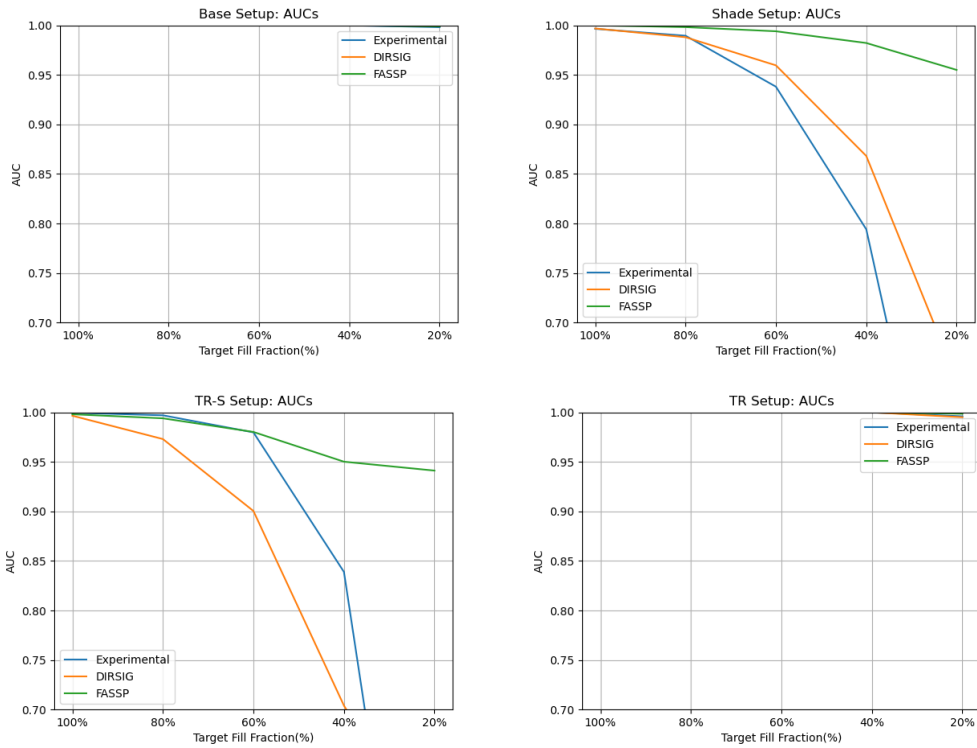 Base Setup: AUCs
1.00
0.95
0.90
0.85
0.80
0.75
0.70
AUC
Experimental
DIRSIG
FASSP
100% 80% 60% 40% 20%
Target Fill Fraction(%)
Shade Setup: AUCs
1.00
0.95
0.90
0.85
0.80
0.75
0.70
AUC
Experimental
DIRSIG
FASSP
100% 80% 60% 40% 20%
Target Fill Fraction(%)
TR-S Setup: AUCs
1.00
0.95
0.90
0.85
0.80
0.75
0.70
AUC
Experimental
DIRSIG
FASSP
100% 80% 60% 40% 20%
Target Fill Fraction(%)
TR Setup: AUCs
1.00
0.95
0.90
0.85
0.80
0.75
0.70
AUC
Experimental
DIRSIG
FASSP
100% 80% 60% 40% 20%
Target Fill Fraction(%)